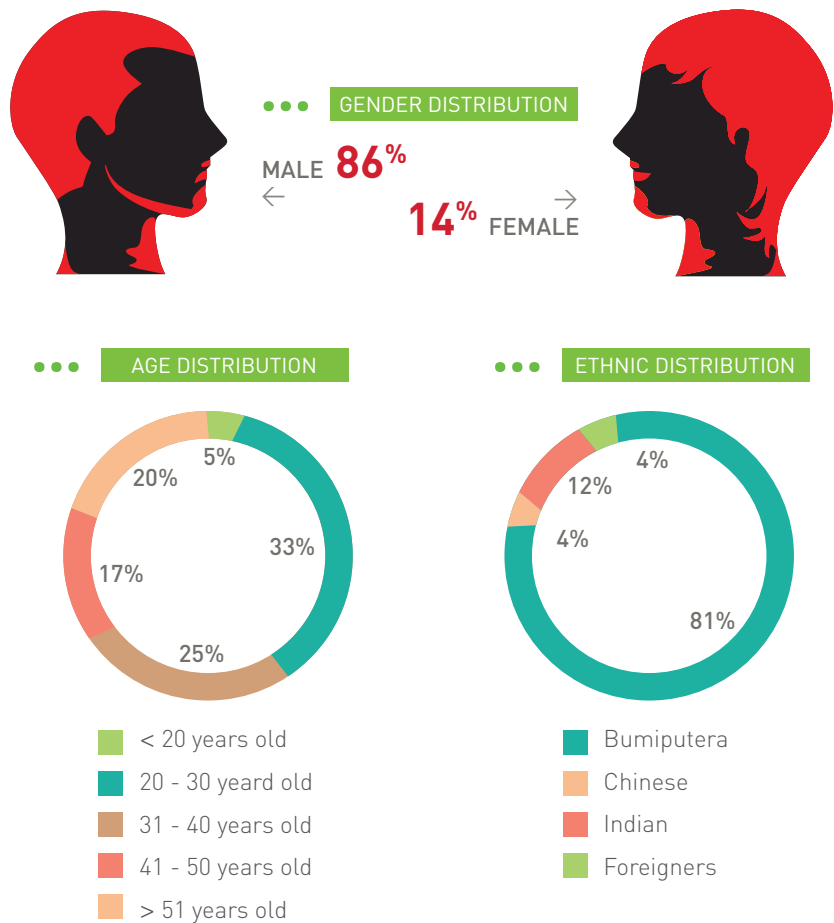 GENDER DISTRIBUTION
MALE 86%
14% FEMALE
AGE DISTRIBUTION
5%
20%
33%
17%
25%
< 20 years old
20 - 30 yeard old
31 - 40 years old
41 - 50 years old
> 51 years old
ETHNIC DISTRIBUTION
4%
12%
4%
81%
Bumiputera
Chinese
Indian
Foreigners